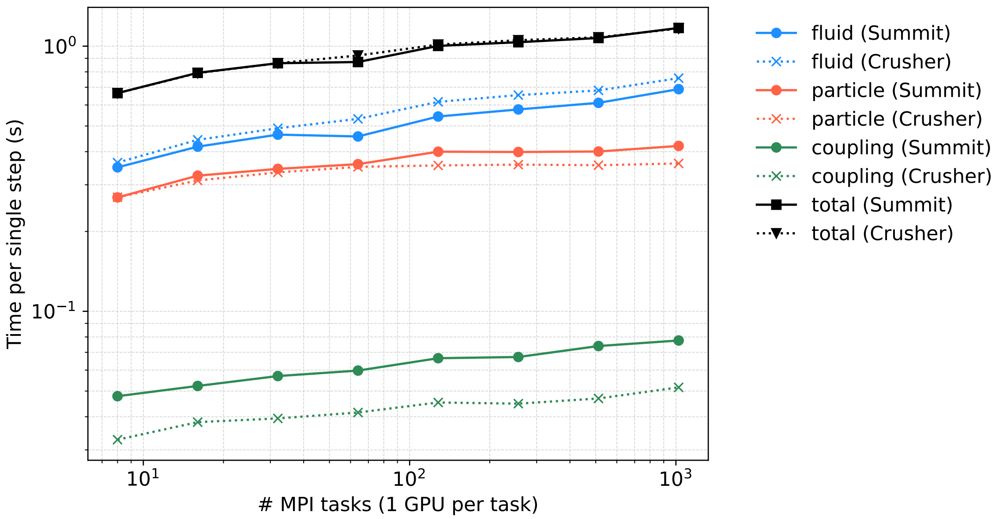 Time per single step (s)
10⁰
10⁻¹
10¹
10²
10³
# MPI tasks (1 GPU per task)
fluid (Summit)
fluid (Crusher)
particle (Summit)
particle (Crusher)
coupling (Summit)
coupling (Crusher)
total (Summit)
total (Crusher)